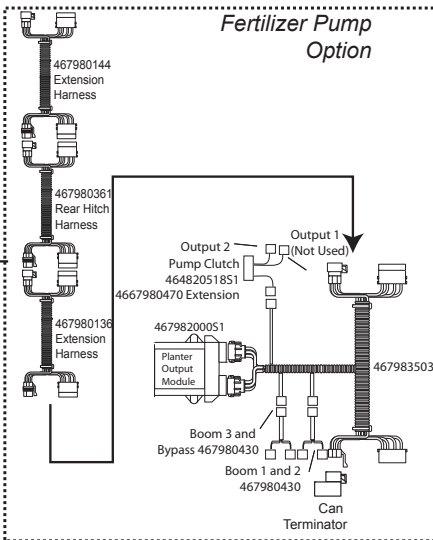 Fertilizer Pump
Option
467980144
Extension
Harness
467980361
Rear Hitch
Harness
467980136
Extension
Harness
Output 2
Output 1
(Not Used)
Pump Clutch
464820518S1
4667980470 Extension
467982000S1
Planter
Output
Module
467983503
Boom 3 and
Bypass 467980430
Boom 1 and 2
467980430
Can
Terminator